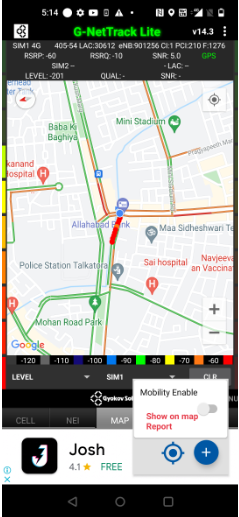 5:14
G-NetTrack Lite
v14.3
SIM1 4G 405-54 LAC:30612 eNB:901256 CI:1 PCI:210 F:1276
RSRP: -60 RSRQ: -10 SNR: 5.0 GPS
SIM2 -- - LAC: --
LEVEL: -201 QUAL: - SNR: -
Mini Stadium
Baba K
Baghiya
kanand
ospital
Allahabad Bank
Maa Sidheshwari Te
Police Station Talkatora
Sai hospital
Navjeeva
an Vaccinat
Mohan Road Park
+
−
Google
-120 -110 -100 -90 -80 -70 -60
LEVEL SIM1 CLR
Mobility Enable
Show on map
Report
Gyokov Sol
CELL NEI MAP
Josh
4.1 ★ FREE
+